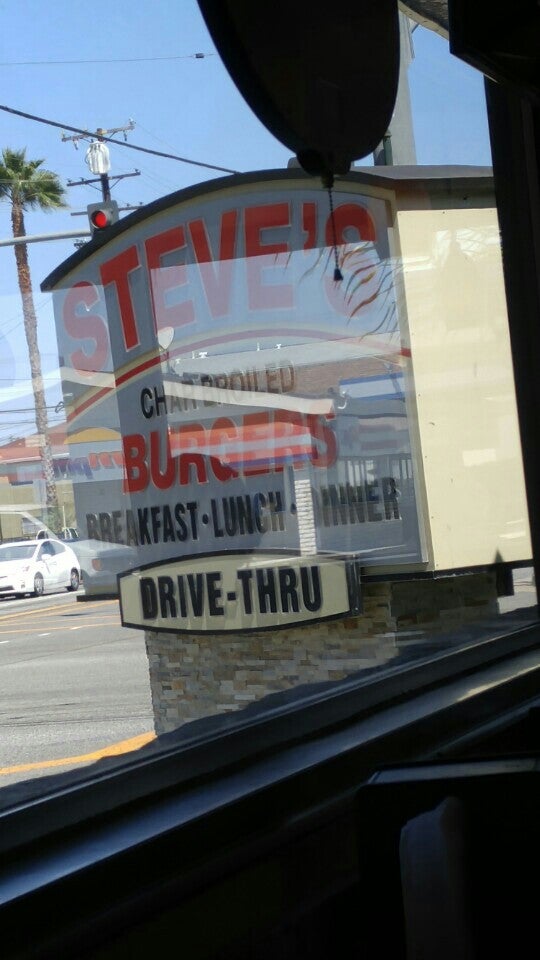 STEVE'S
CHARBROILED
BURGERS
BREAKFAST·LUNCH·DINNER
DRIVE-THRU